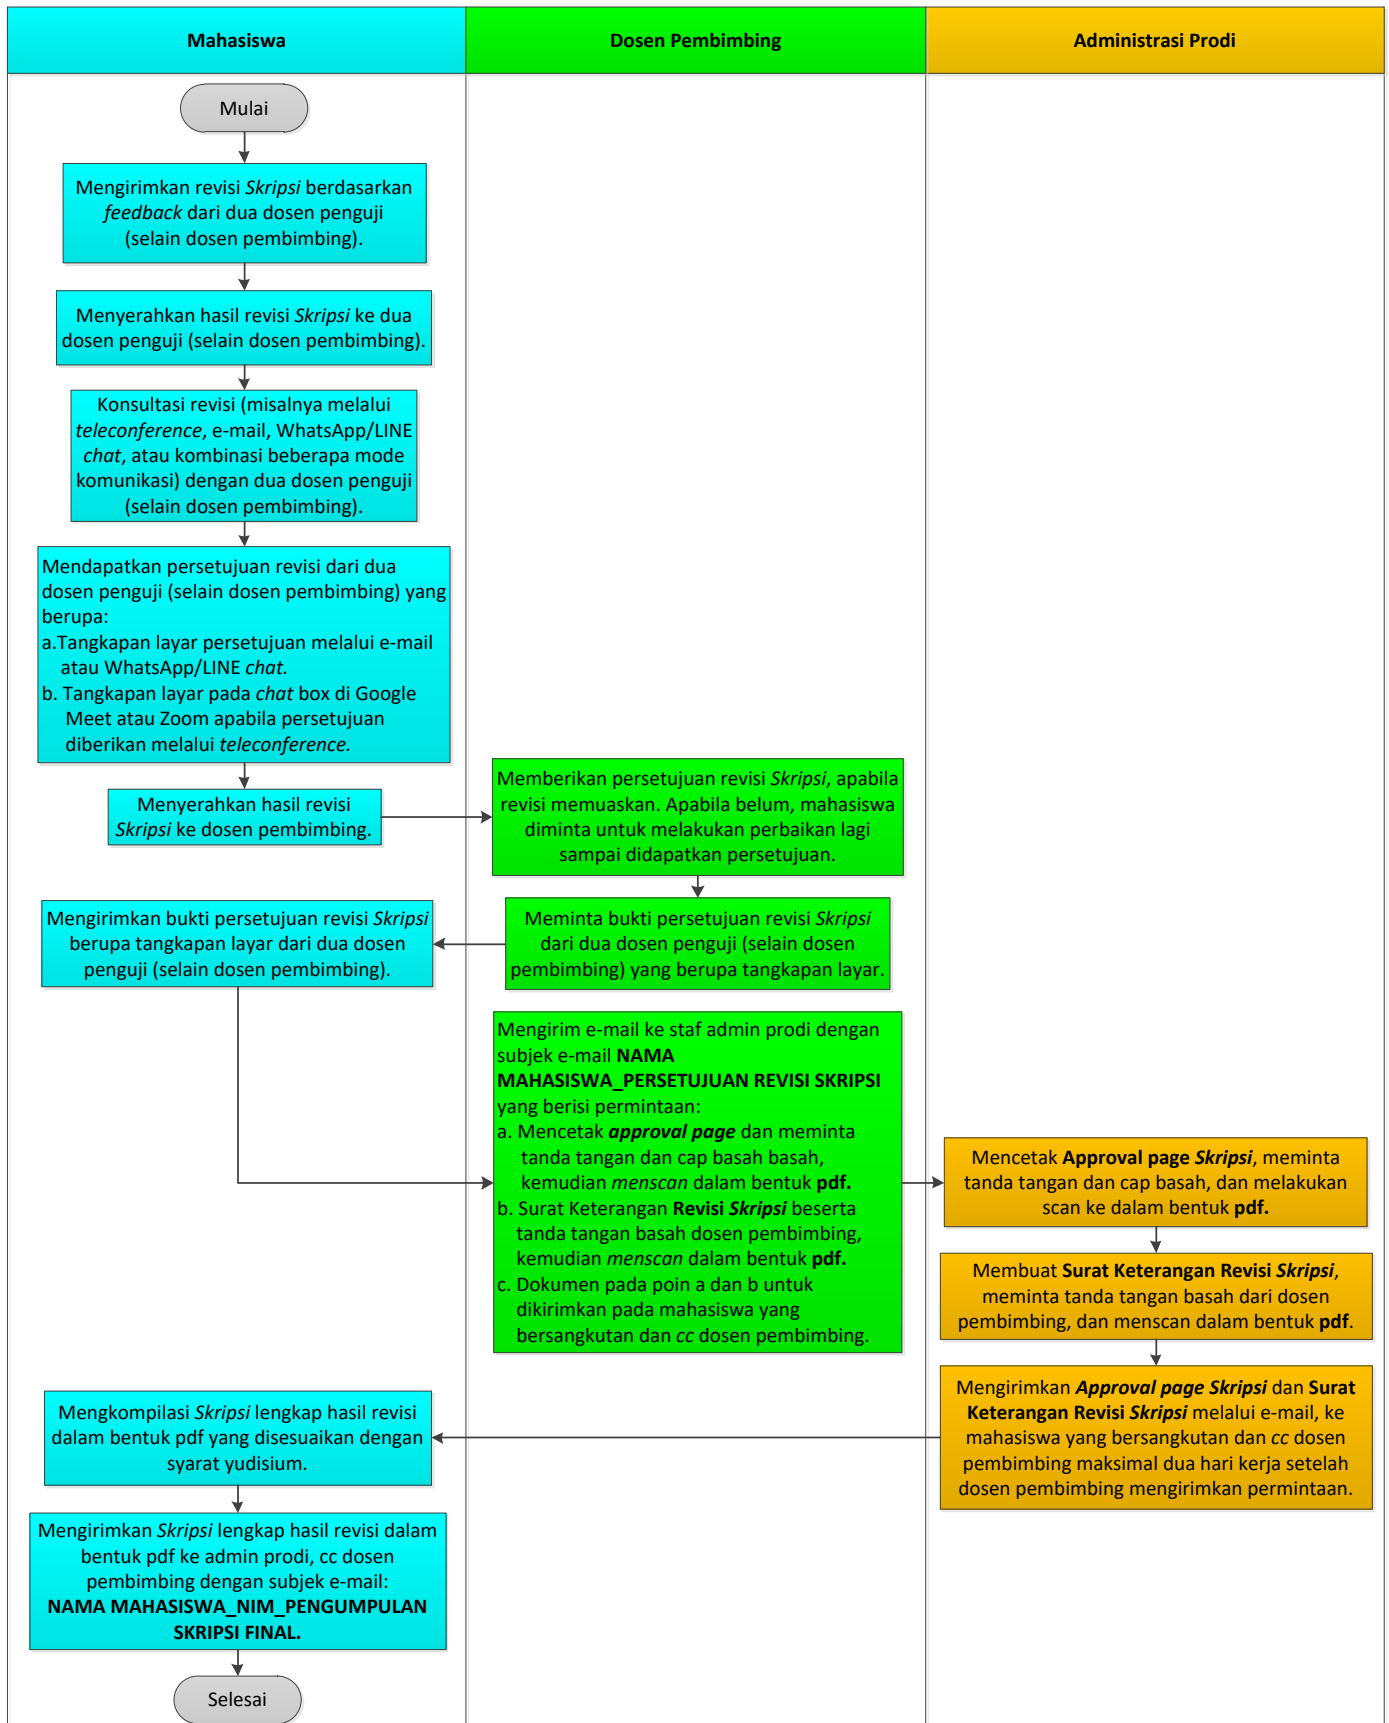 Mahasiswa
Dosen Pembimbing
Administrasi Prodi
Mulai
Mengirimkan revisi Skripsi berdasarkan
feedback dari dua dosen penguji
(selain dosen pembimbing).
Menyerahkan hasil revisi Skripsi ke dua
dosen penguji (selain dosen pembimbing).
Konsultasi revisi (misalnya melalui
teleconference, e-mail, WhatsApp/LINE
chat, atau kombinasi beberapa mode
komunikasi) dengan dua dosen penguji
(selain dosen pembimbing).
Mendapatkan persetujuan revisi dari dua
dosen penguji (selain dosen pembimbing) yang
berupa:
a.Tangkapan layar persetujuan melalui e-mail
atau WhatsApp/LINE chat.
b. Tangkapan layar pada chat box di Google
Meet atau Zoom apabila persetujuan
diberikan melalui teleconference.
Menyerahkan hasil revisi
Skripsi ke dosen pembimbing.
Memberikan persetujuan revisi Skripsi, apabila
revisi memuaskan. Apabila belum, mahasiswa
diminta untuk melakukan perbaikan lagi
sampai didapatkan persetujuan.
Meminta bukti persetujuan revisi Skripsi
dari dua dosen penguji (selain dosen
pembimbing) yang berupa tangkapan layar.
Mengirimkan bukti persetujuan revisi Skripsi
berupa tangkapan layar dari dua dosen
penguji (selain dosen pembimbing).
Mengirim e-mail ke staf admin prodi dengan
subjek e-mail NAMA
MAHASISWA_PERSETUJUAN REVISI SKRIPSI
yang berisi permintaan:
a. Mencetak approval page dan meminta
tanda tangan dan cap basah basah,
kemudian menscan dalam bentuk pdf.
b. Surat Keterangan Revisi Skripsi beserta
tanda tangan basah dosen pembimbing,
kemudian menscan dalam bentuk pdf.
c. Dokumen pada poin a dan b untuk
dikirimkan pada mahasiswa yang
bersangkutan dan cc dosen pembimbing.
Mencetak Approval page Skripsi, meminta
tanda tangan dan cap basah, dan melakukan
scan ke dalam bentuk pdf.
Membuat Surat Keterangan Revisi Skripsi,
meminta tanda tangan basah dari dosen
pembimbing, dan menscan dalam bentuk pdf.
Mengirimkan Approval page Skripsi dan Surat
Keterangan Revisi Skripsi melalui e-mail, ke
mahasiswa yang bersangkutan dan cc dosen
pembimbing maksimal dua hari kerja setelah
dosen pembimbing mengirimkan permintaan.
Mengkompilasi Skripsi lengkap hasil revisi
dalam bentuk pdf yang disesuaikan dengan
syarat yudisium.
Mengirimkan Skripsi lengkap hasil revisi dalam
bentuk pdf ke admin prodi, cc dosen
pembimbing dengan subjek e-mail:
NAMA MAHASISWA_NIM_PENGUMPULAN
SKRIPSI FINAL.
Selesai